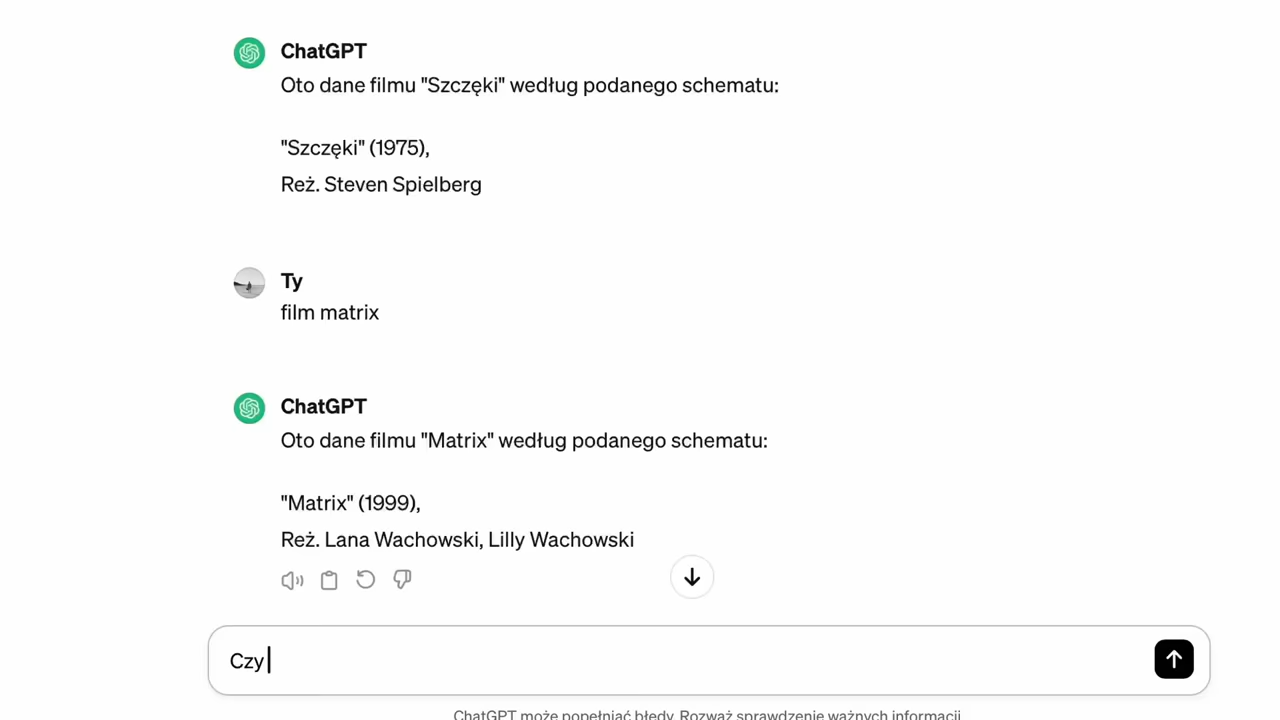 ChatGPT
Oto dane filmu "Szczęki" według podanego schematu:
"Szczęki" (1975),
Reż. Steven Spielberg
Ty
film matrix
ChatGPT
Oto dane filmu "Matrix" według podanego schematu:
"Matrix" (1999),
Reż. Lana Wachowski, Lilly Wachowski
Czy
ChatGPT może popełniać błędy. Rozważ sprawdzenie ważnych informacji.